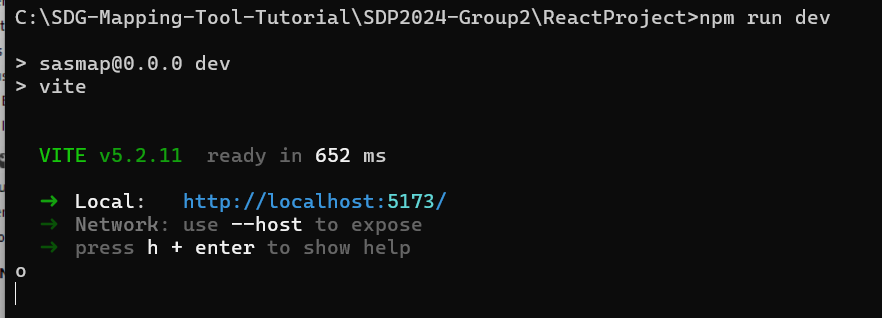 C:\SDG-Mapping-Tool-Tutorial\SDP2024-Group2\ReactProject>npm run dev
> sasmap@0.0.0 dev
> vite
VITE v5.2.11 ready in 652 ms
➜ Local: http://localhost:5173/
➜ Network: use --host to expose
➜ press h + enter to show help
o